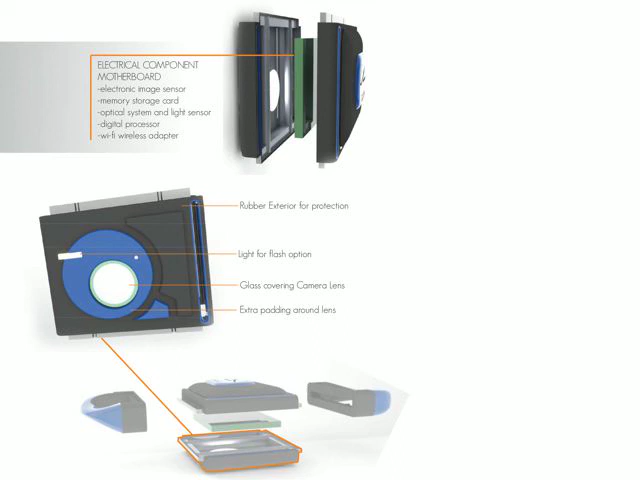 ELECTRICAL COMPONENT
MOTHERBOARD
-electronic image sensor
-memory storage card
-optical system and light sensor
-digital processor
-wi-fi wireless adapter
Rubber Exterior for protection
Light for flash option
Glass covering Camera Lens
Extra padding around lens